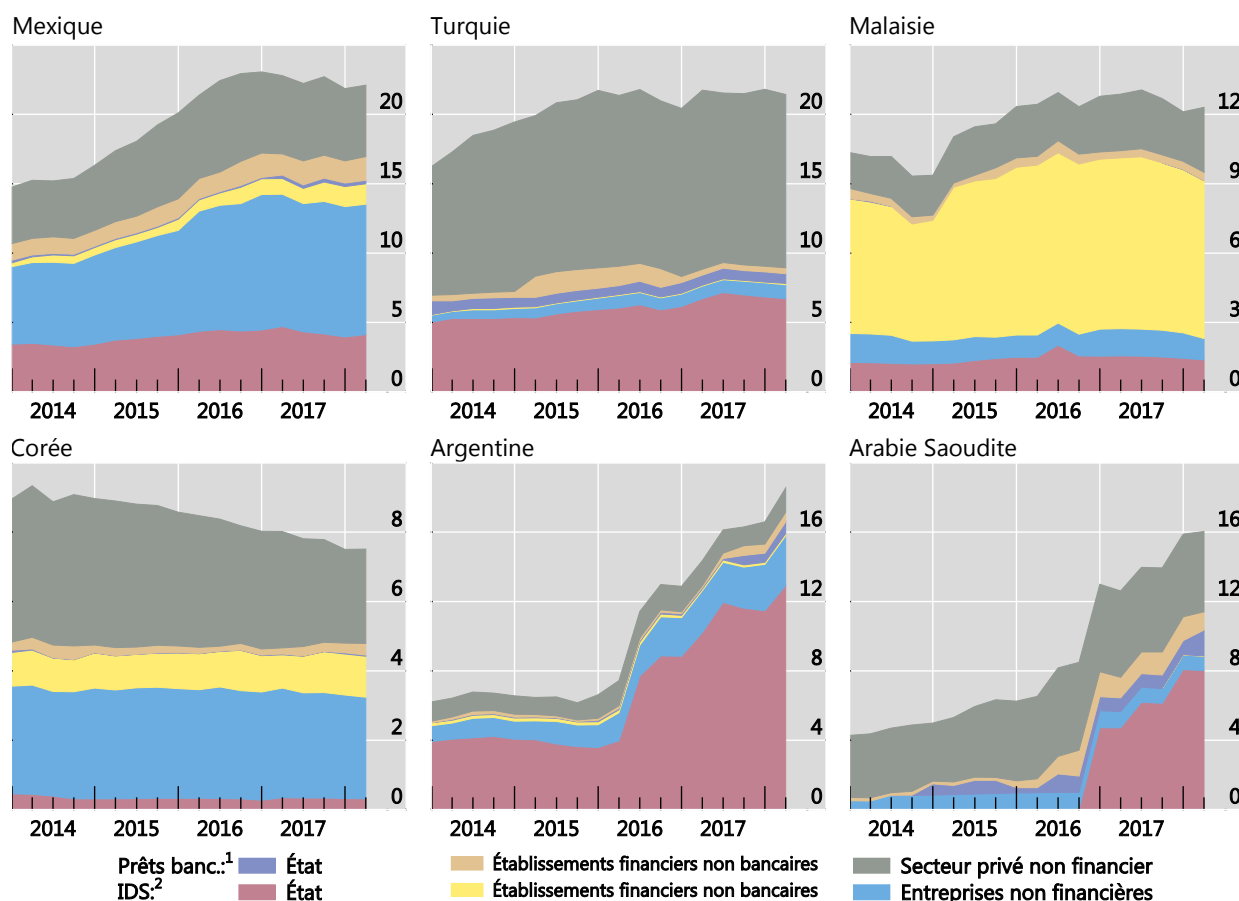 Mexique
Turquie
Malaisie
20
15
10
5
0
2014 2015 2016 2017
20
15
10
5
0
2014 2015 2016 2017
12
9
6
3
0
2014 2015 2016 2017
Corée
Argentine
Arabie Saoudite
8
6
4
2
0
2014 2015 2016 2017
16
12
8
4
0
2014 2015 2016 2017
16
12
8
4
0
2014 2015 2016 2017
Prêts banc.:1 État Établissements financiers non bancaires Secteur privé non financier
IDS:2 État Établissements financiers non bancaires Entreprises non financières